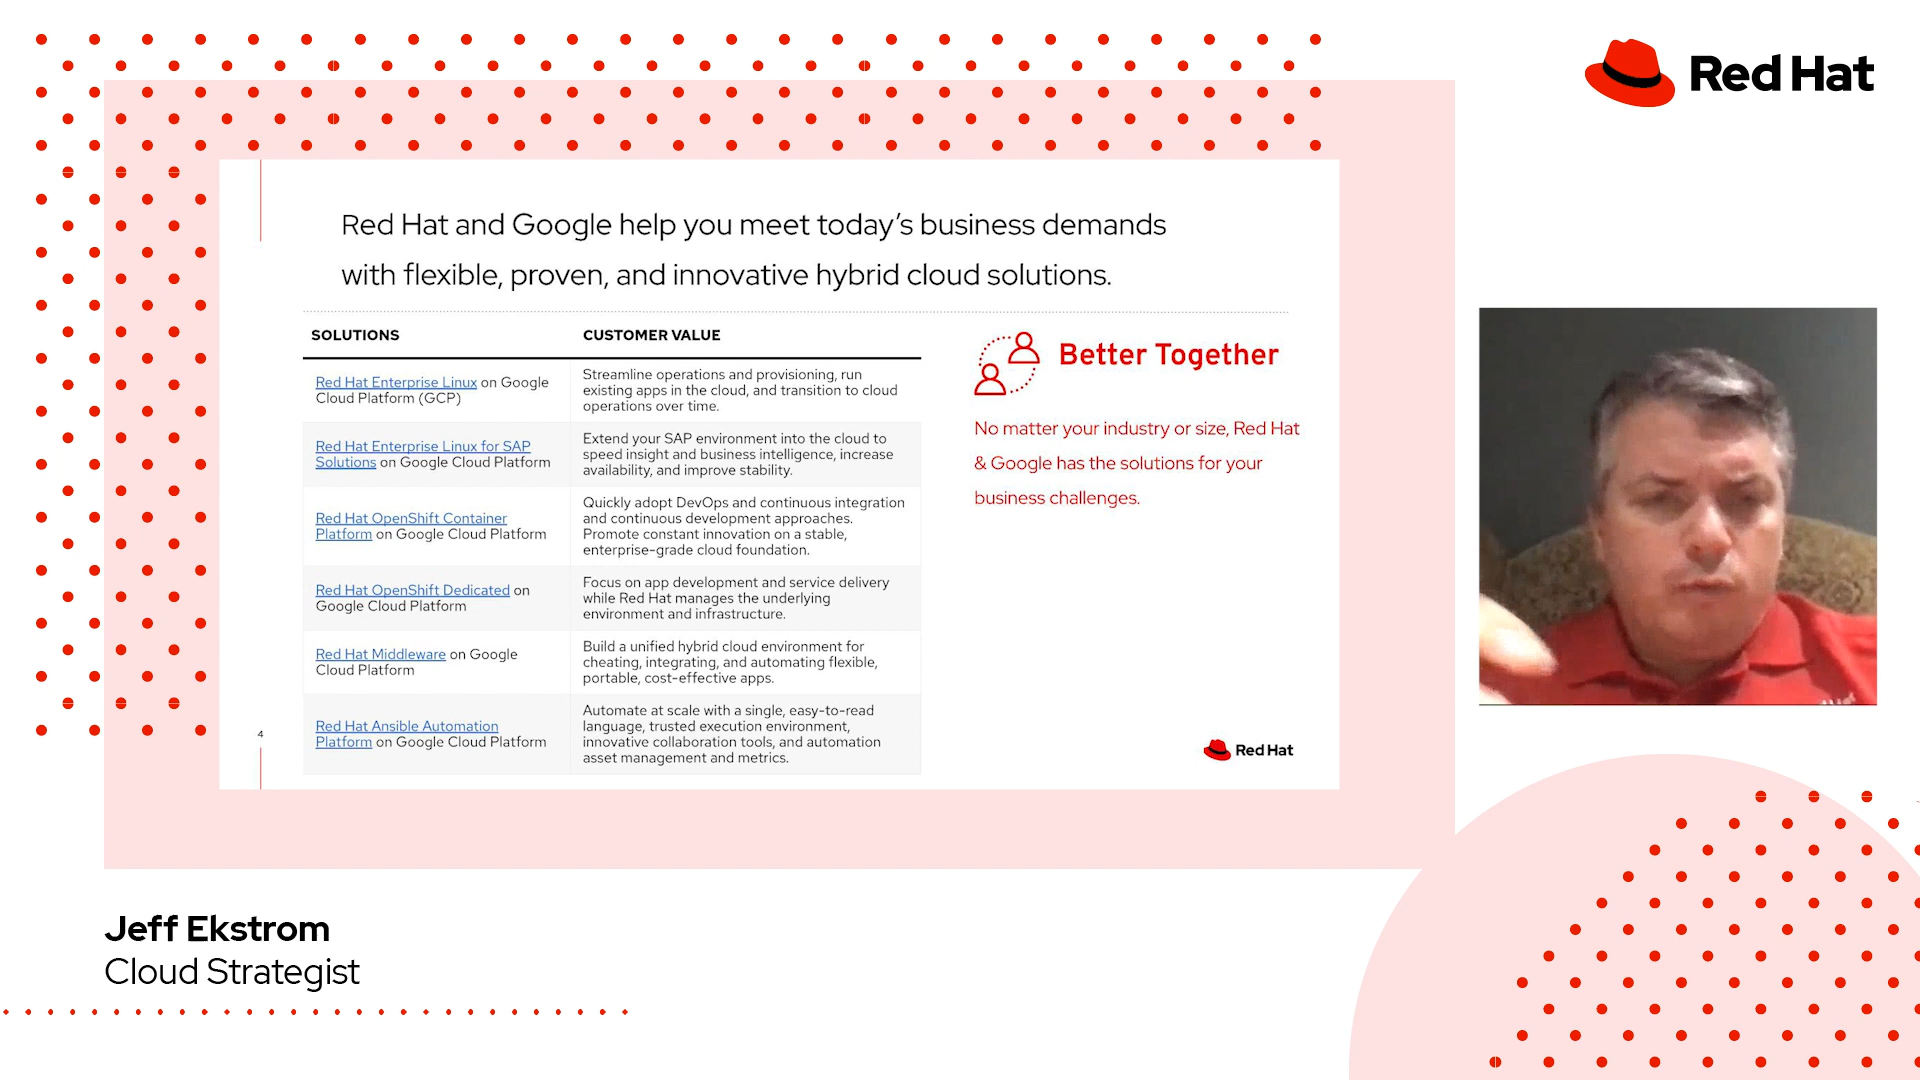 Red Hat
Red Hat and Google help you meet today's business demands
with flexible, proven, and innovative hybrid cloud solutions.
SOLUTIONS
CUSTOMER VALUE
Red Hat Enterprise Linux on Google
Cloud Platform (GCP)
Streamline operations and provisioning, run
existing apps in the cloud, and transition to cloud
operations over time.
Red Hat Enterprise Linux for SAP
Solutions on Google Cloud Platform
Extend your SAP environment into the cloud to
speed insight and business intelligence, increase
availability, and improve stability.
Red Hat OpenShift Container
Platform on Google Cloud Platform
Quickly adopt DevOps and continuous integration
and continuous development approaches.
Promote constant innovation on a stable,
enterprise-grade cloud foundation.
Red Hat OpenShift Dedicated on
Google Cloud Platform
Focus on app development and service delivery
while Red Hat manages the underlying
environment and infrastructure.
Red Hat Middleware on Google
Cloud Platform
Build a unified hybrid cloud environment for
cheating, integrating, and automating flexible,
portable, cost-effective apps.
Red Hat Ansible Automation
Platform on Google Cloud Platform
Automate at scale with a single, easy-to-read
language, trusted execution environment,
innovative collaboration tools, and automation
asset management and metrics.
Better Together
No matter your industry or size, Red Hat
& Google has the solutions for your
business challenges.
4
Red Hat
Jeff Ekstrom
Cloud Strategist